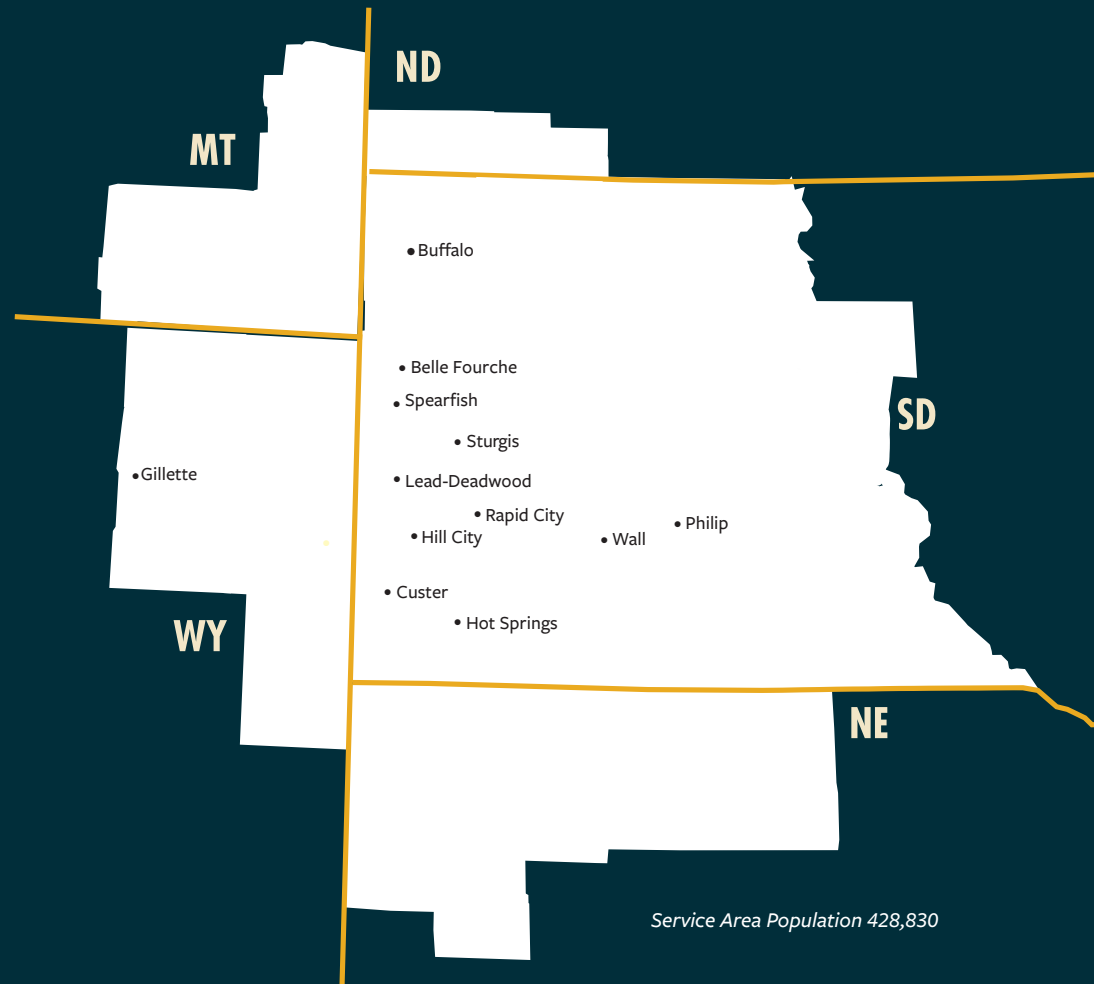 ND
MT
Buffalo
Belle Fourche
Spearfish
SD
Sturgis
Gillette
Lead-Deadwood
Rapid City
Philip
Hill City
Wall
Custer
Hot Springs
WY
NE
Service Area Population 428,830